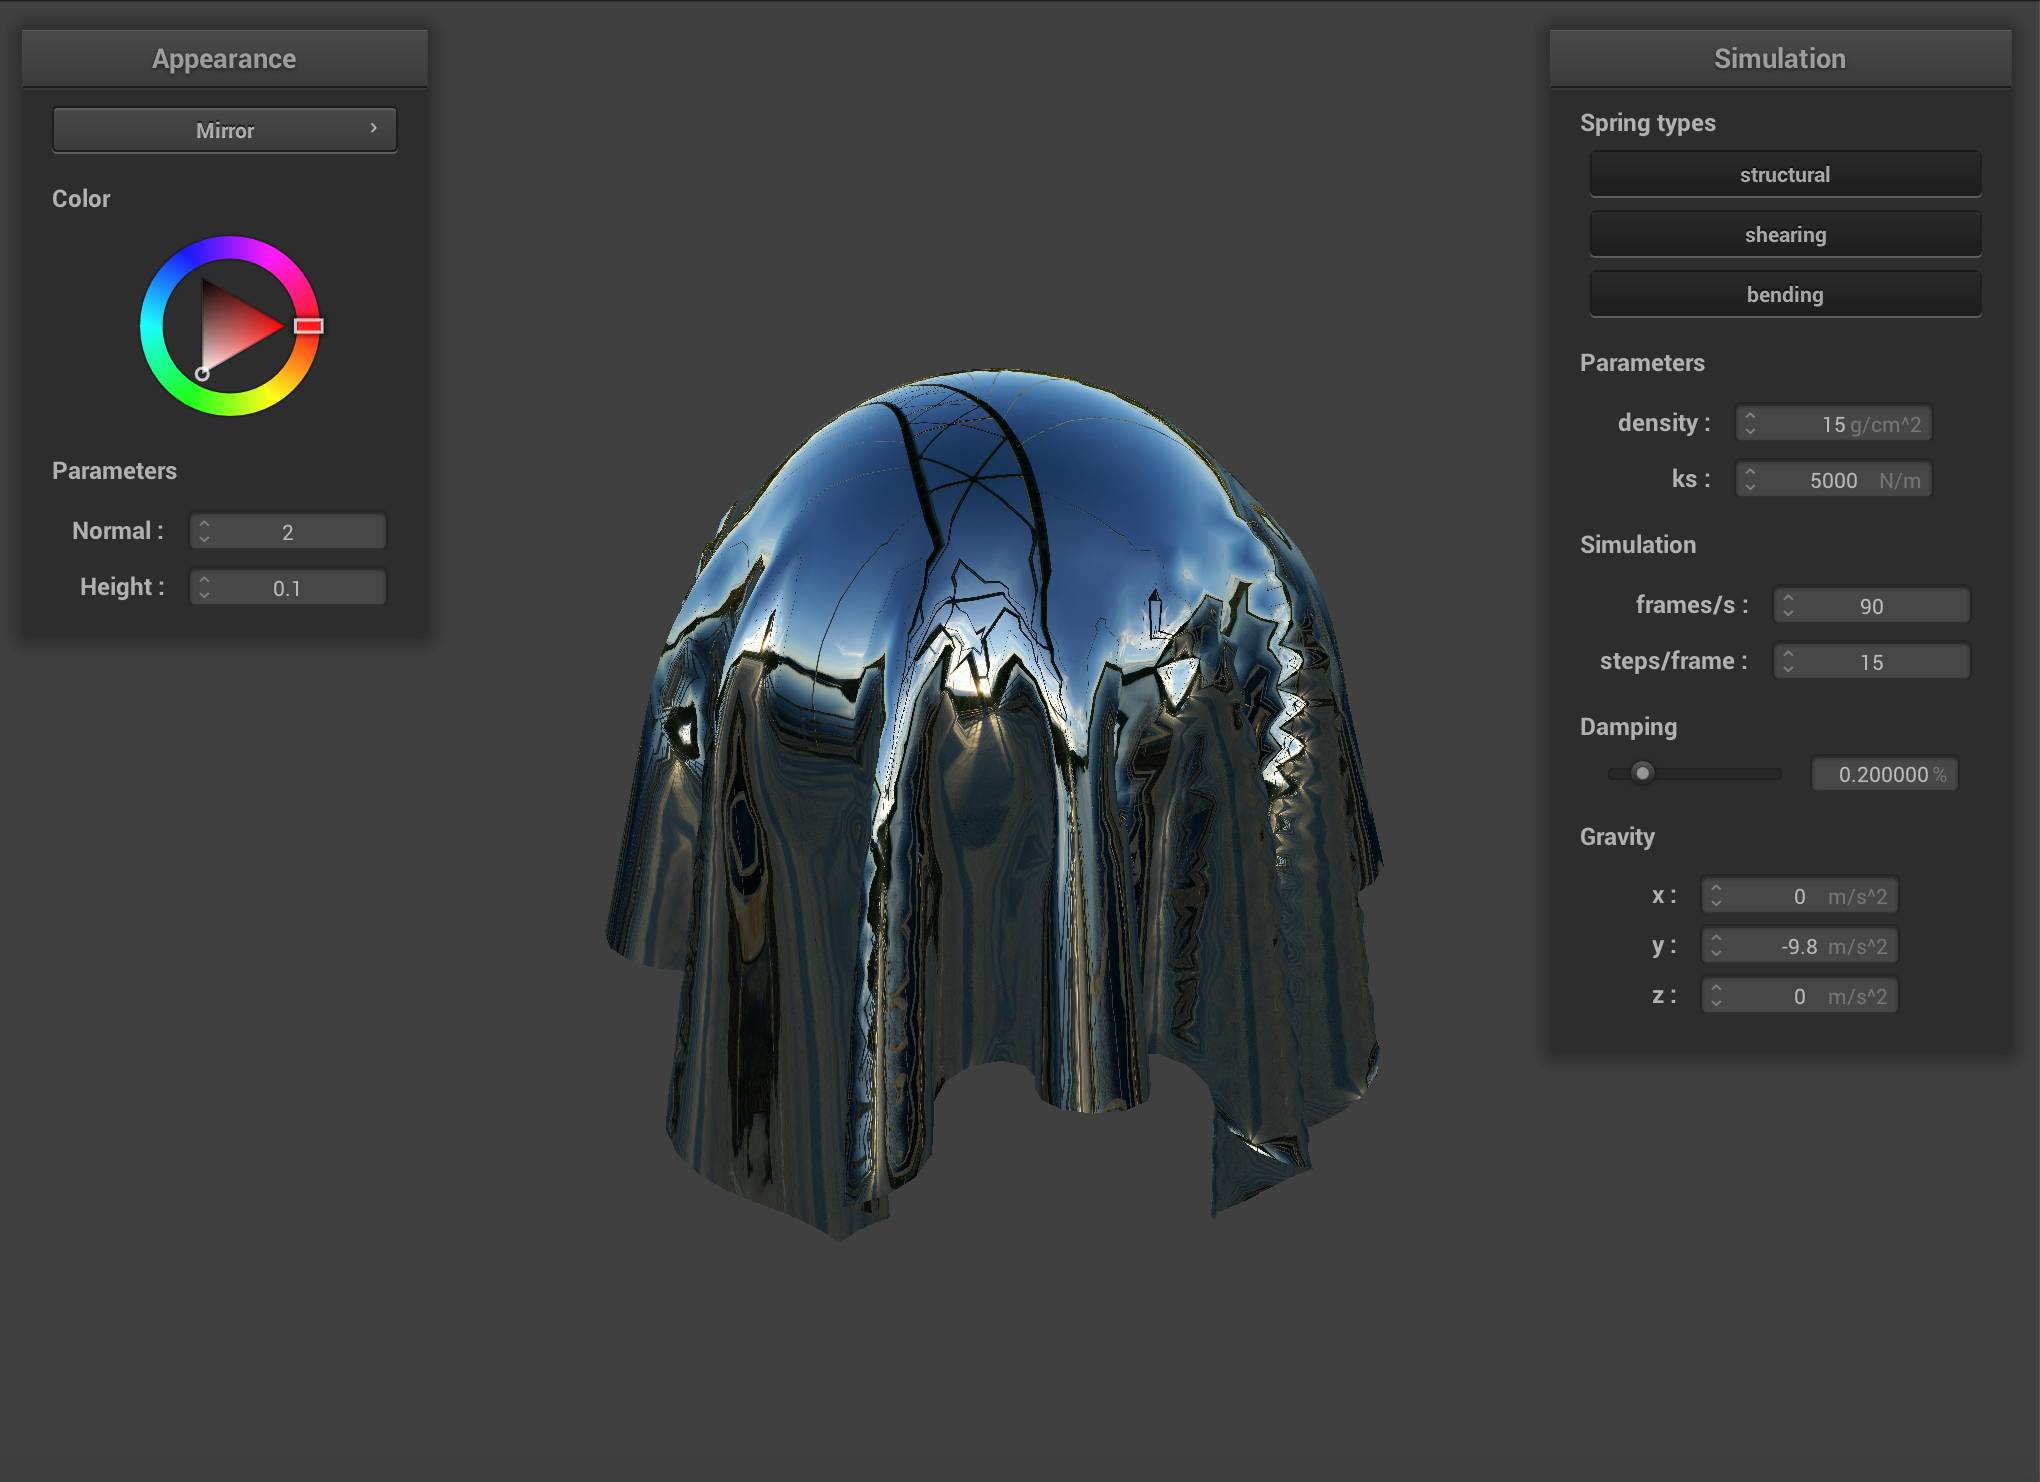 Appearance
Mirror
Color
Parameters
Normal : 2
Height : 0.1
Simulation
Spring types
structural
shearing
bending
Parameters
density : 15 g/cm^2
ks : 5000 N/m
Simulation
frames/s : 90
steps/frame : 15
Damping
0.200000 %
Gravity
x : 0 m/s^2
y : -9.8 m/s^2
z : 0 m/s^2